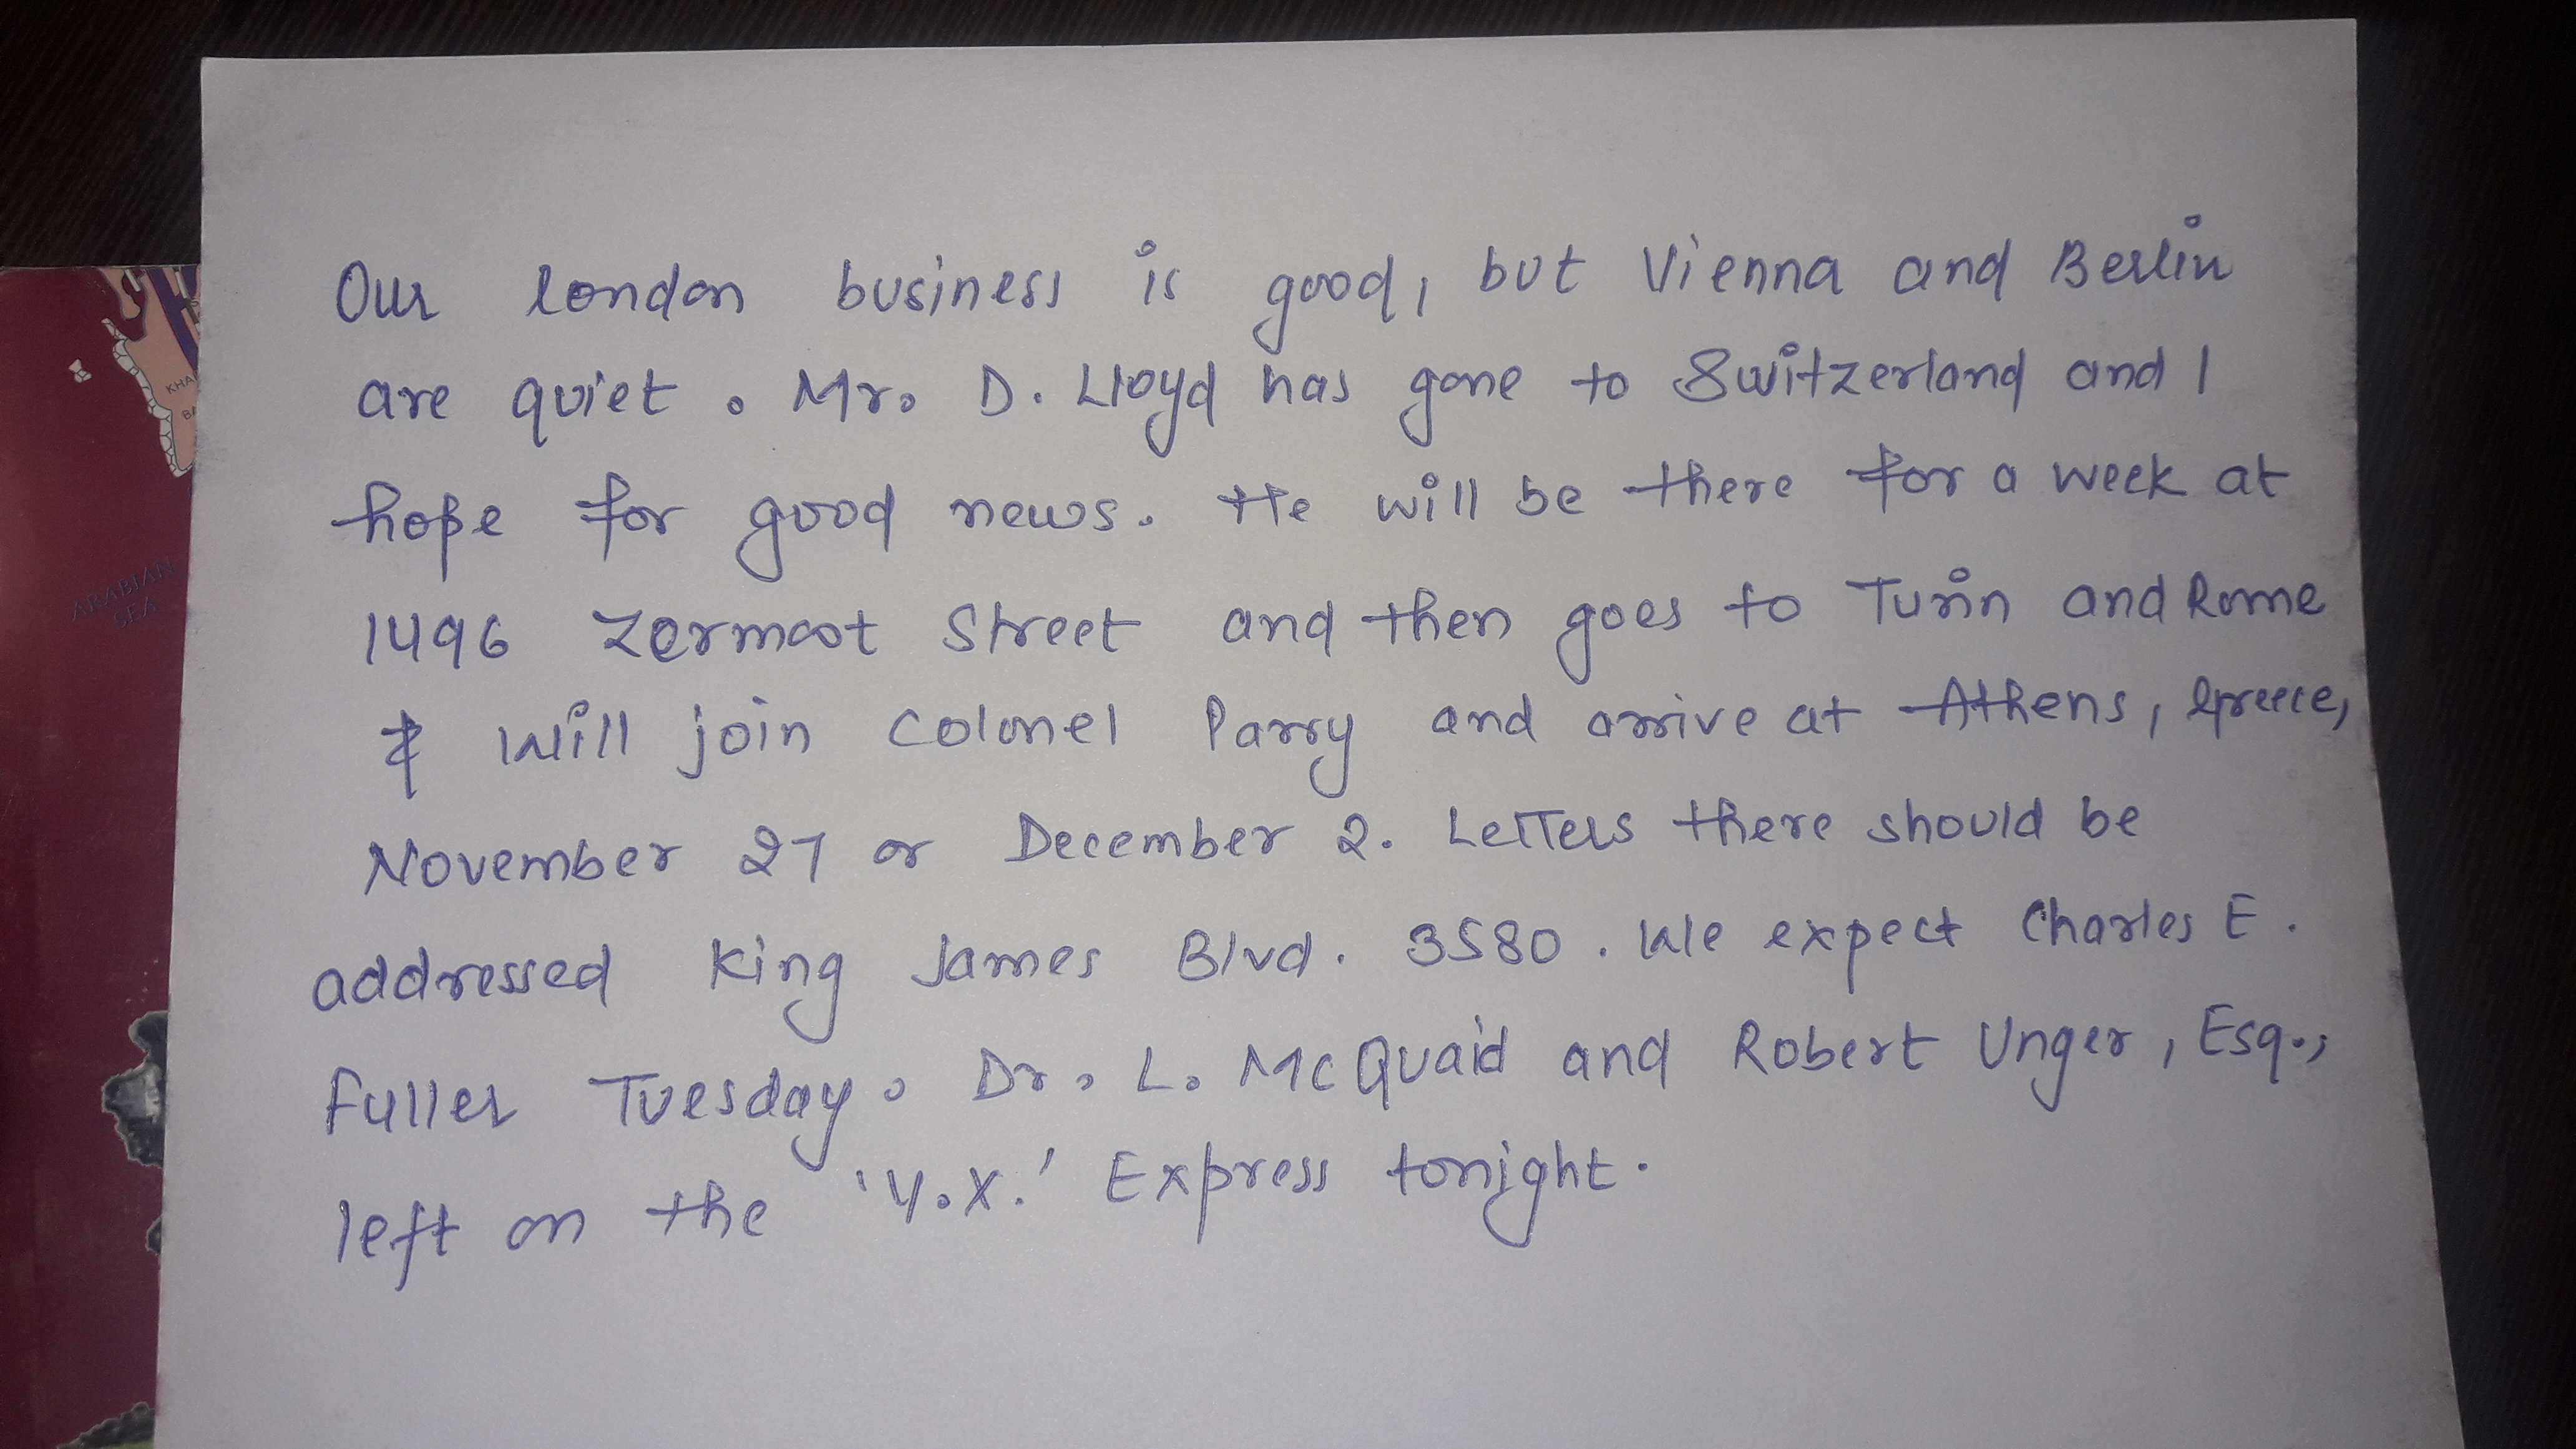 Our london business is good, but Vienna and Berlin
are quiet. Mr. D. Lloyd has gone to Switzerland and I
hope for good news. He will be there for a week at
1496 Zermoot Street and then goes to Turin and Rome
& will join Colonel Parry and arrive at Athens, Greece,
November 27 or December 2. Letters there should be
addressed King James Blvd. 3580. We expect Charles E.
Fuller Tuesday. Dr. L. McQuaid and Robert Unger, Esq.,
left on the 'Y.X.' Express tonight.
KHA
BA
ARABIAN
SEA